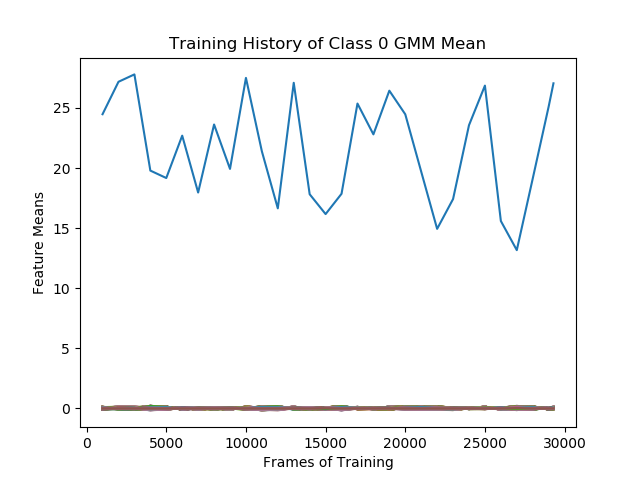 Training History of Class 0 GMM Mean
Feature Means
25
20
15
10
5
0
0 5000 10000 15000 20000 25000 30000
Frames of Training